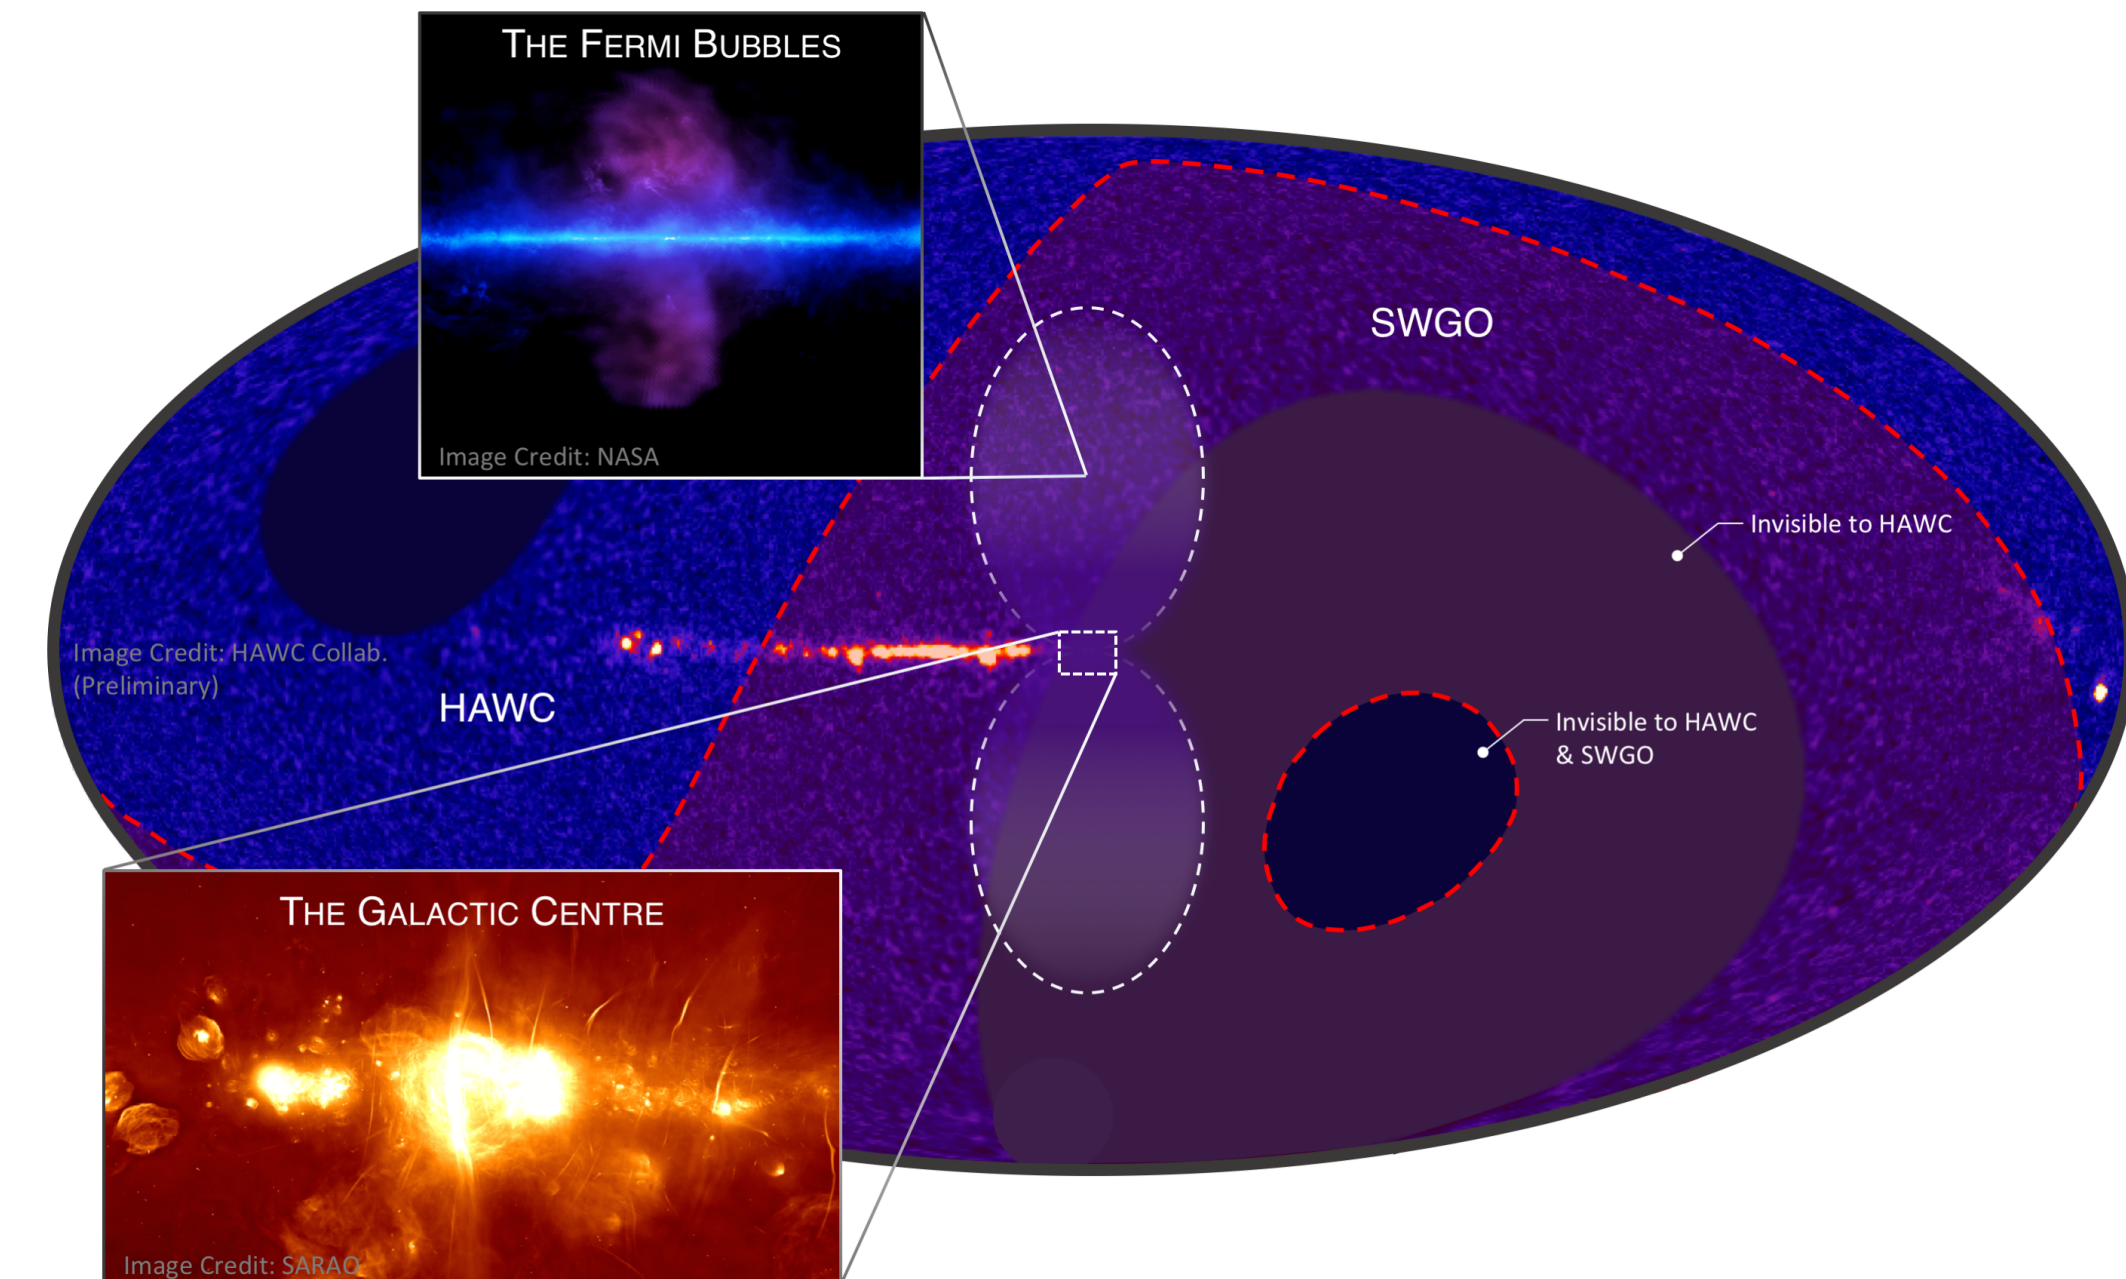 THE FERMI BUBBLES
Image Credit: NASA
SWGO
Invisible to HAWC
Image Credit: HAWC Collab.
(Preliminary)
HAWC
Invisible to HAWC
& SWGO
THE GALACTIC CENTRE
Image Credit: SARAO